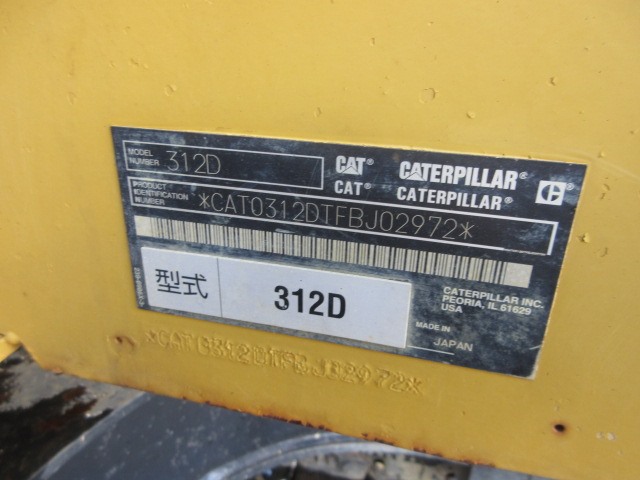 MODEL NUMBER 312D
CAT® CATERPILLAR®
CAT® CATERPILLAR®
PRODUCT IDENTIFICATION NUMBER *CAT0312DTFBJ02972*
型式 312D
CATERPILLAR INC.
PEORIA, IL 61629
USA
MADE IN
JAPAN
*CAT0312DTFBJ02972*